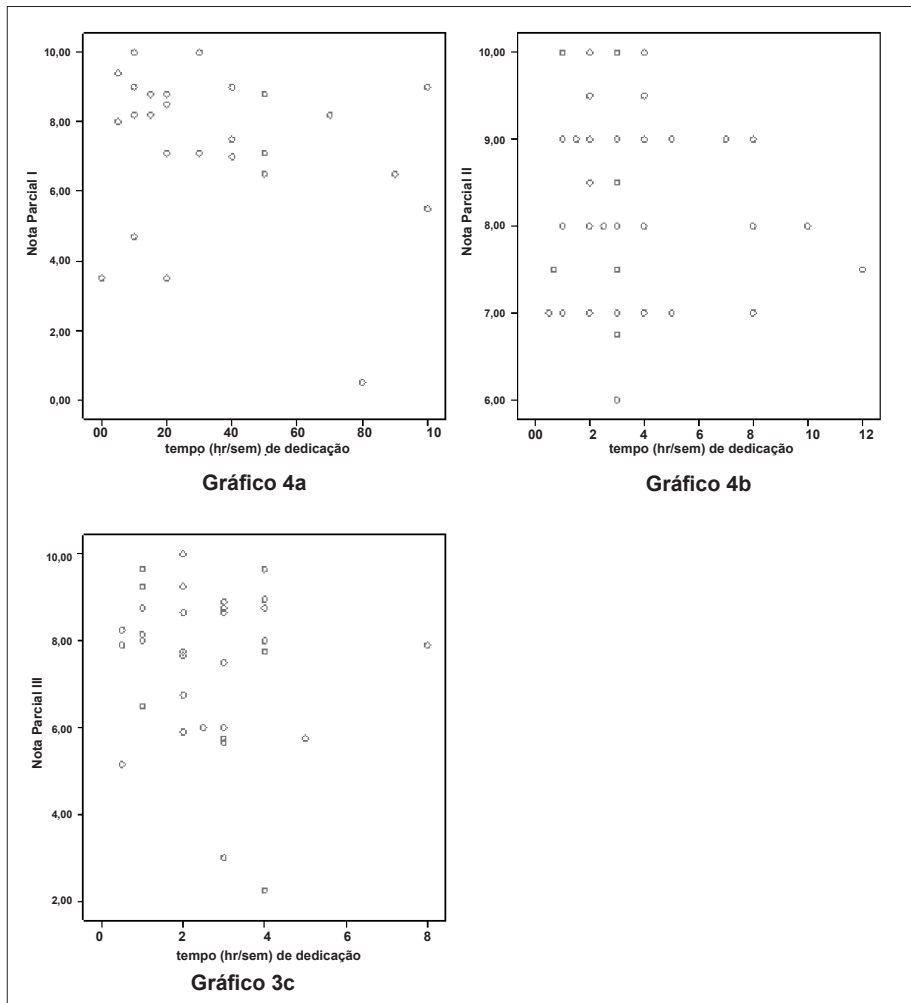 Nota Parcial I
10,00
8,00
6,00
4,00
2,00
0,00
00 20 40 60 80 10
tempo (hr/sem) de dedicação
Gráfico 4a
Nota Parcial II
10,00
9,00
8,00
7,00
6,00
00 2 4 6 8 10 12
tempo (hr/sem) de dedicação
Gráfico 4b
Nota Parcial III
10,00
8,00
6,00
4,00
2,00
0 2 4 8
tempo (hr/sem) de dedicação
Gráfico 3c